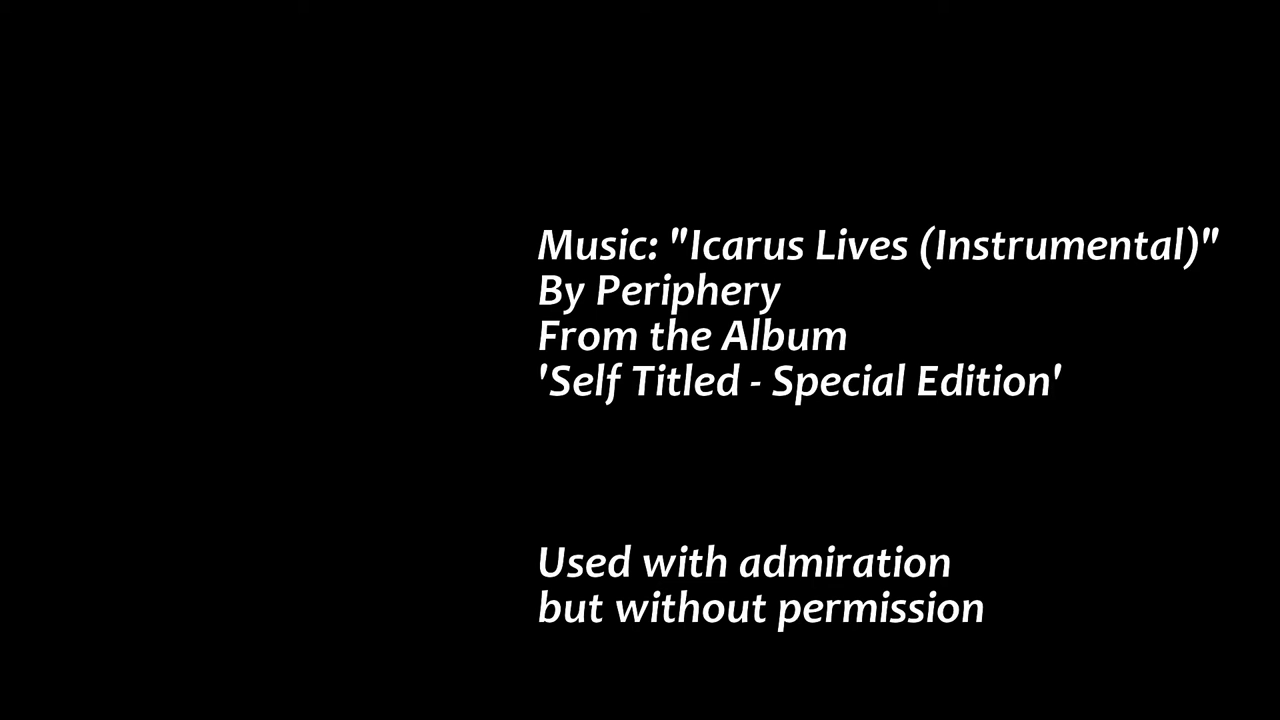 Music: "Icarus Lives (Instrumental)"
By Periphery
From the Album
'Self Titled - Special Edition'
Used with admiration
but without permission